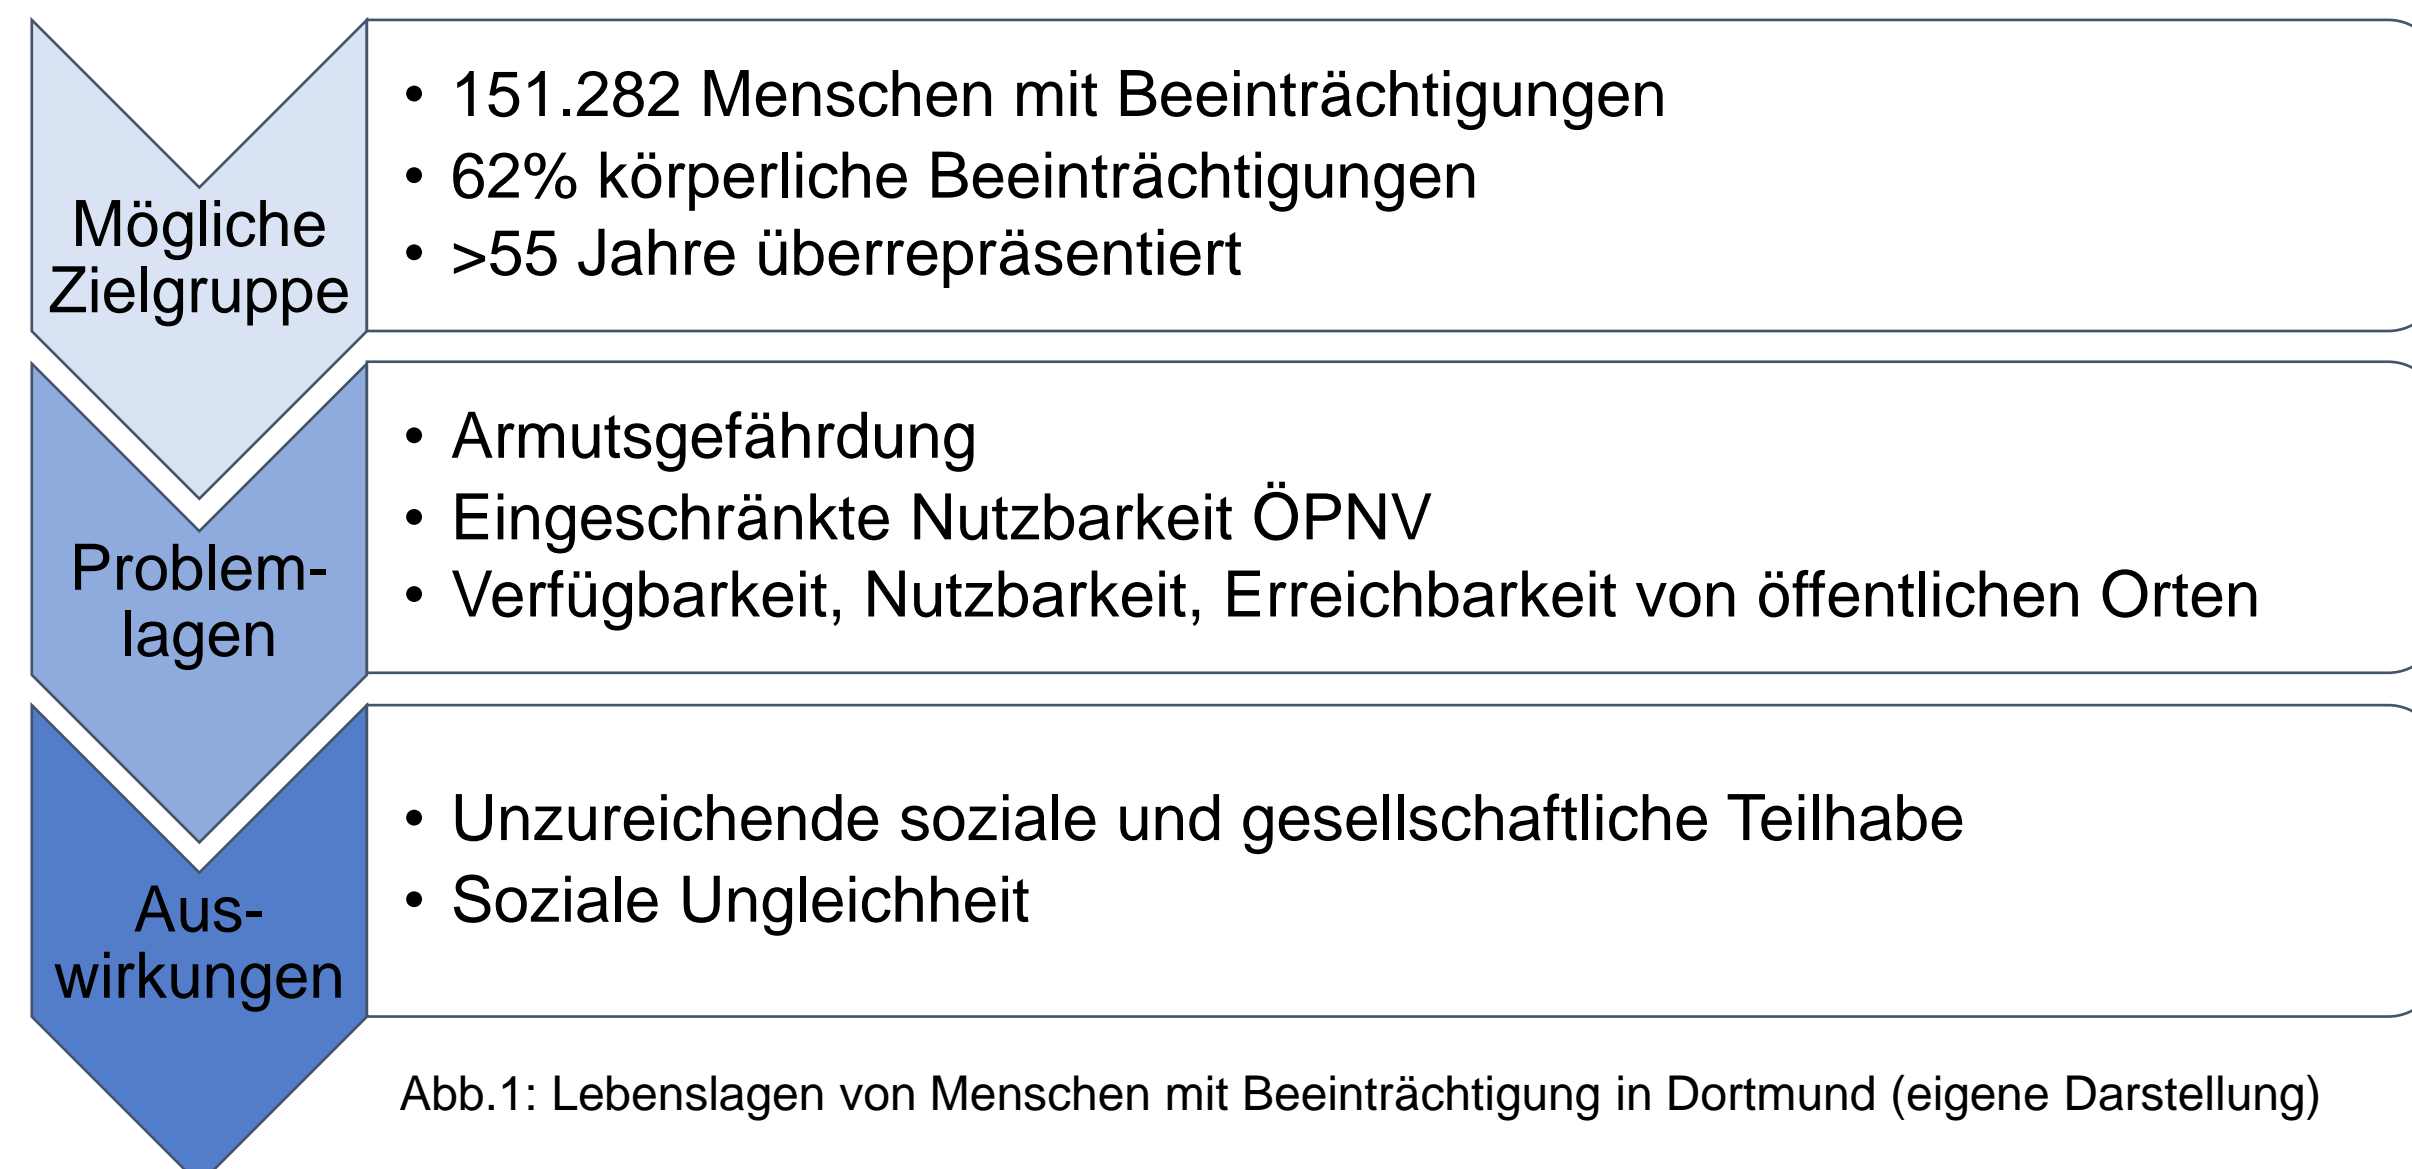 Mögliche
Zielgruppe
• 151.282 Menschen mit Beeinträchtigungen
• 62% körperliche Beeinträchtigungen
• >55 Jahre überrepräsentiert
Problem-
lagen
• Armutsgefährdung
• Eingeschränkte Nutzbarkeit ÖPNV
• Verfügbarkeit, Nutzbarkeit, Erreichbarkeit von öffentlichen Orten
Aus-
wirkungen
• Unzureichende soziale und gesellschaftliche Teilhabe
• Soziale Ungleichheit
Abb.1: Lebenslagen von Menschen mit Beeinträchtigung in Dortmund (eigene Darstellung)